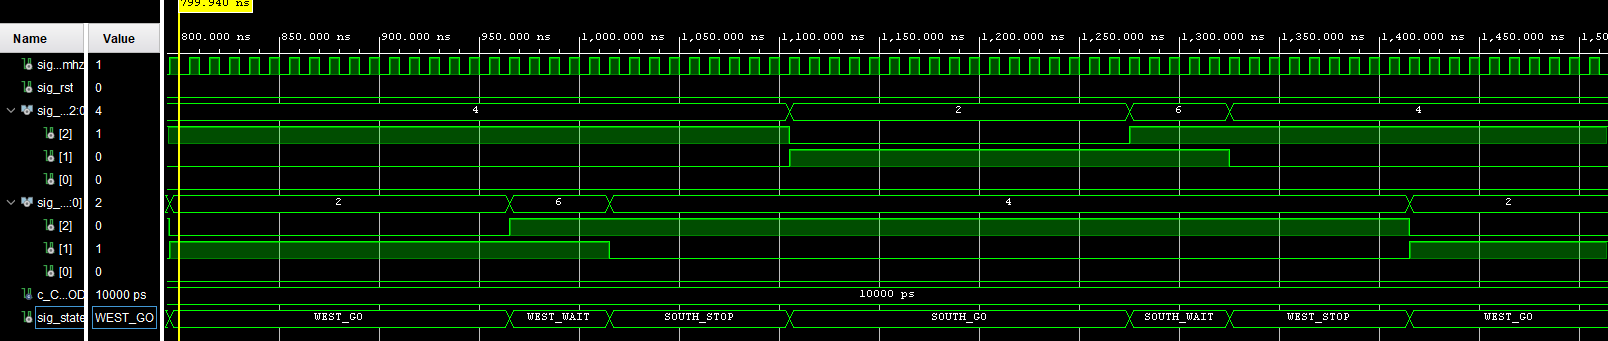 799.940 ns
Name Value
800.000 ns 850.000 ns 900.000 ns 950.000 ns 1,000.000 ns 1,050.000 ns 1,100.000 ns 1,150.000 ns 1,200.000 ns 1,250.000 ns 1,300.000 ns 1,350.000 ns 1,400.000 ns 1,450.000 ns 1,50
sig...mhz 1
sig_rst 0
sig_...2:0 4 4 2 6 4
[2] 1
[1] 0
[0] 0
sig_...:0] 2 2 6 4 2
[2] 0
[1] 1
[0] 0
c_C...OD 10000 ps 10000 ps
sig_state WEST_GO WEST_GO WEST_WAIT SOUTH_STOP SOUTH_GO SOUTH_WAIT WEST_STOP WEST_GO